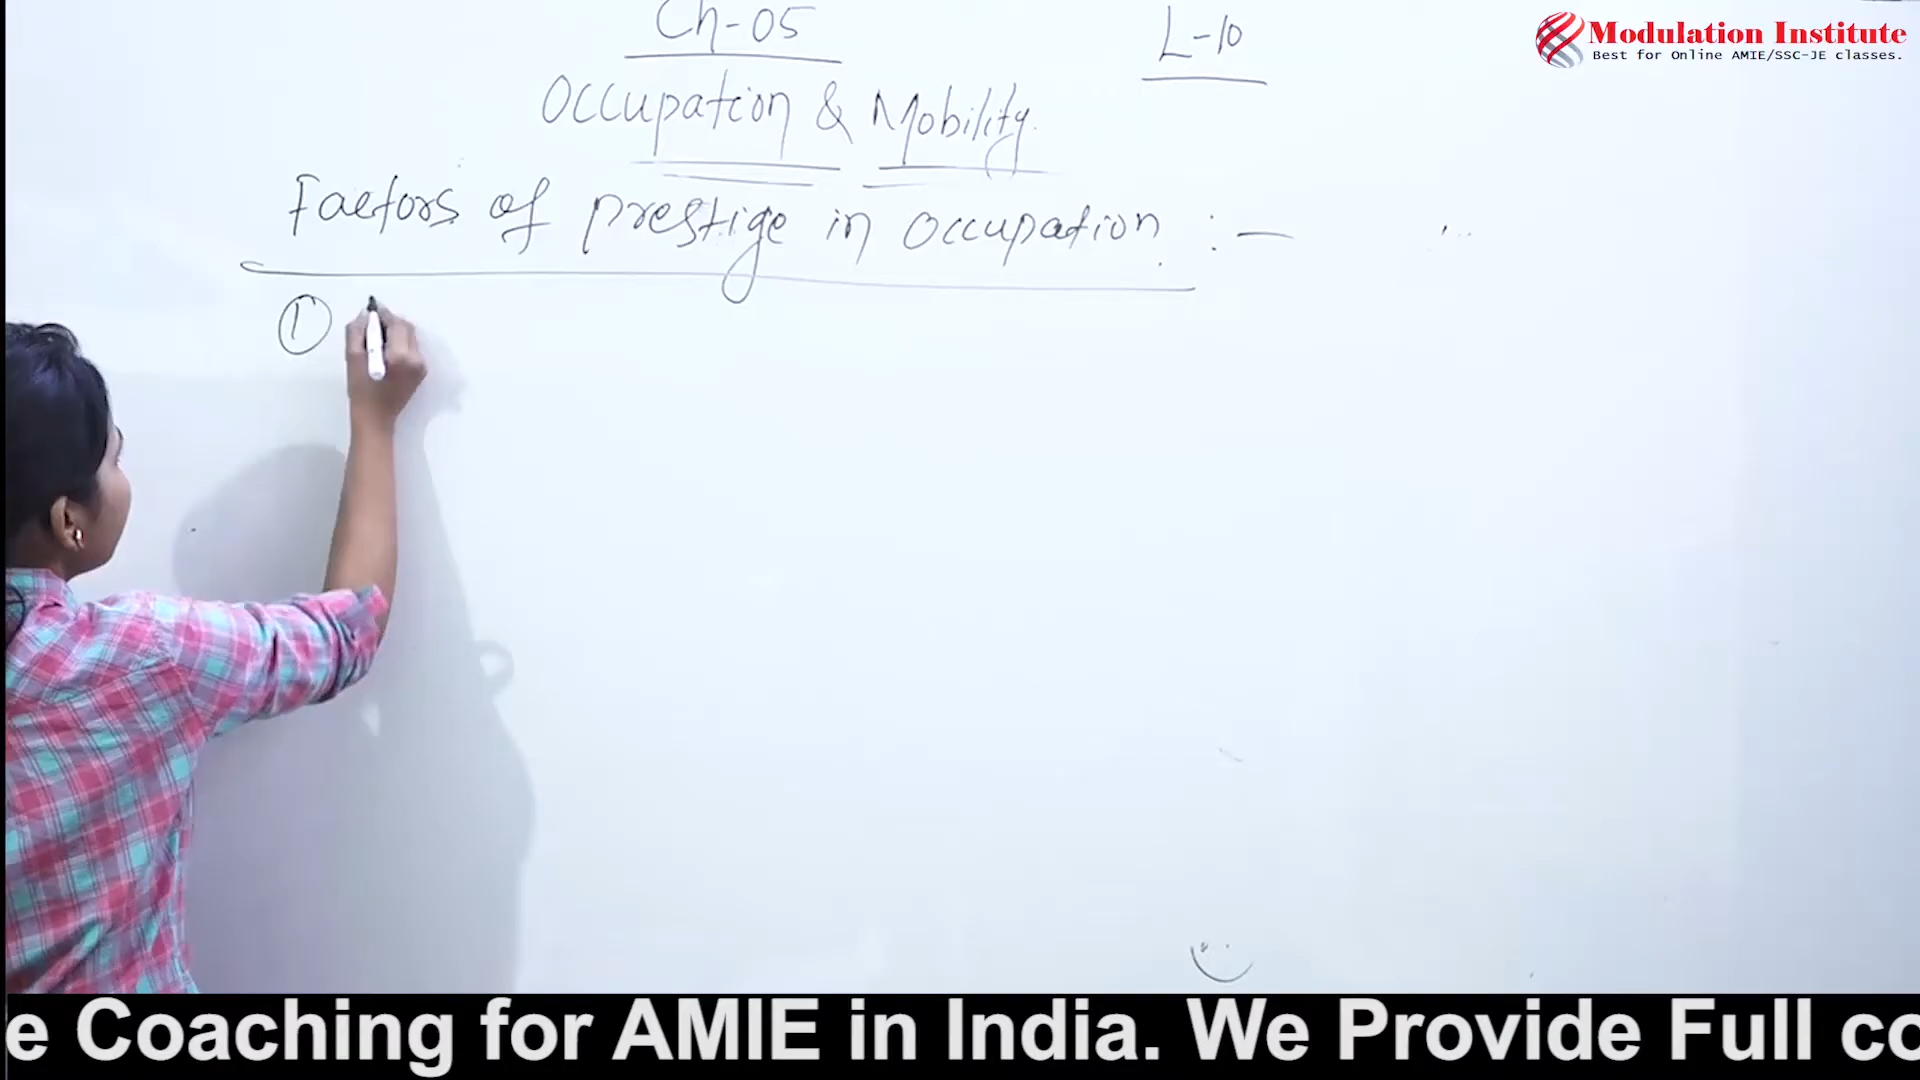 Ch-05
L-10
Modulation Institute
Best for Online AMIE/SSC-JE classes.
Occupation & Mobility.
Factors of prestige in occupation :-
①
e Coaching for AMIE in India. We Provide Full co